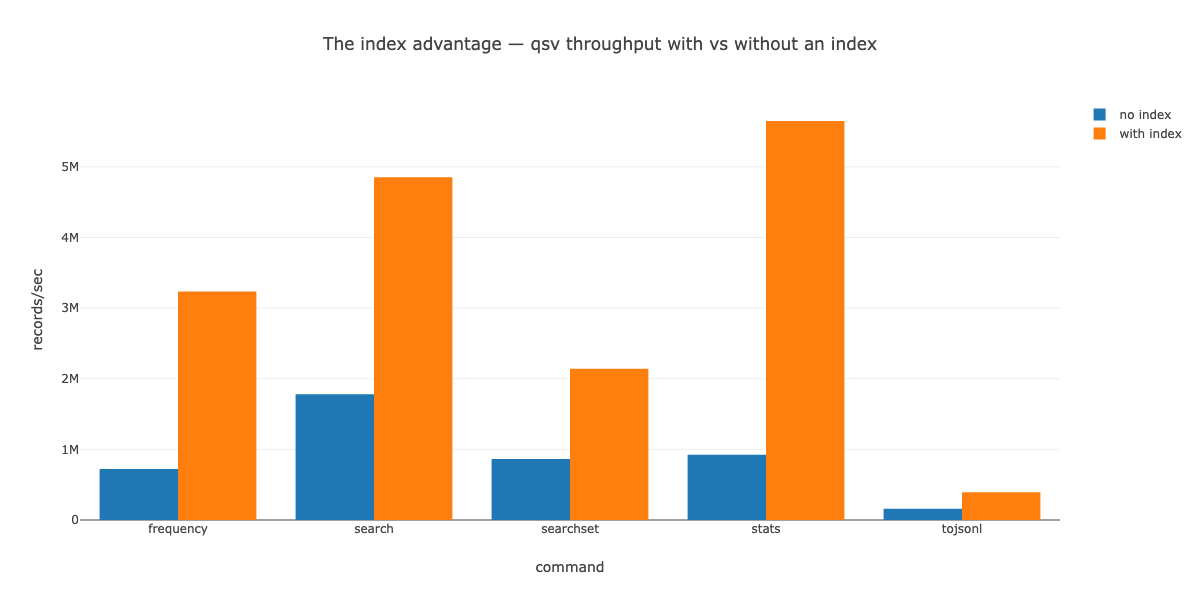 The index advantage — qsv throughput with vs without an index
no index
with index
records/sec
5M
4M
3M
2M
1M
0
frequency search searchset stats tojsonl
command